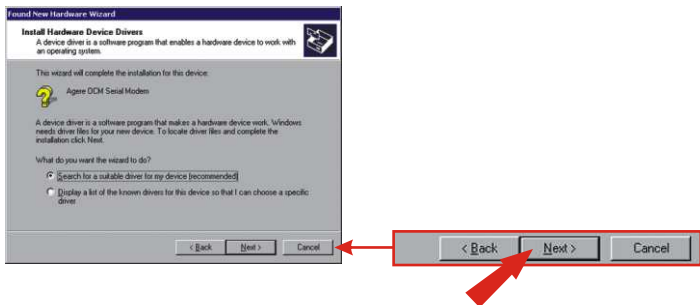 Found New Hardware Wizard
Install Hardware Device Drivers
A device driver is a software program that enables a hardware device to work with
an operating system.
This wizard will complete the installation for this device:
Agere OCM Serial Modem
A device driver is a software program that makes a hardware device work. Windows
needs driver files for your new device. To locate driver files and complete the
installation click Next.
What do you want the wizard to do?
Search for a suitable driver for my device (recommended)
Display a list of the known drivers for this device so that I can choose a specific
driver
< Back Next > Cancel
< Back Next > Cancel